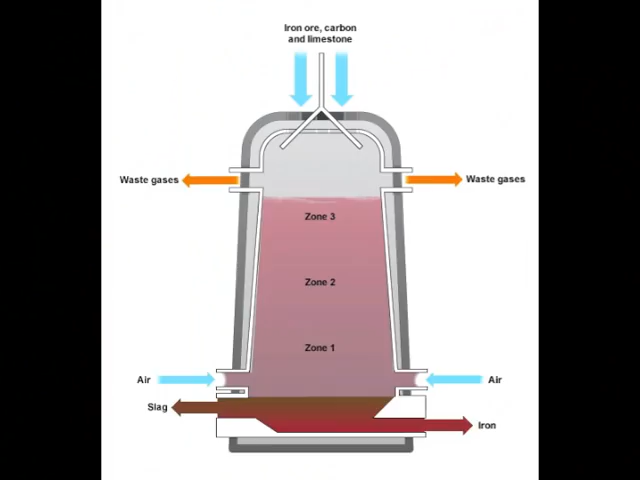 Iron ore, carbon
and limestone
Waste gases
Waste gases
Zone 3
Zone 2
Zone 1
Air
Air
Slag
Iron